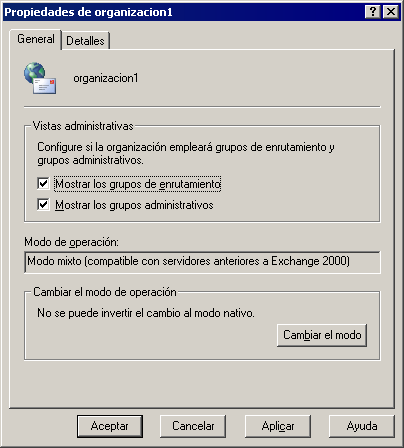 Propiedades de organizacion1
General
Detalles
organizacion1
Vistas administrativas
Configure si la organización empleará grupos de enrutamiento y
grupos administrativos.
Mostrar los grupos de enrutamiento
Mostrar los grupos administrativos
Modo de operación:
Modo mixto (compatible con servidores anteriores a Exchange 2000)
Cambiar el modo de operación
No se puede invertir el cambio al modo nativo.
Cambiar el modo
Aceptar
Cancelar
Aplicar
Ayuda